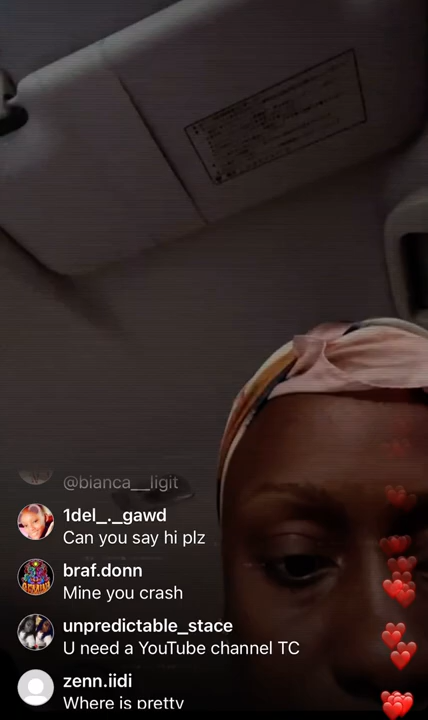 @bianca__ligit
1del_._gawd
Can you say hi plz
braf.donn
Mine you crash
unpredictable_stace
U need a YouTube channel TC
zenn.iidi
Where is pretty